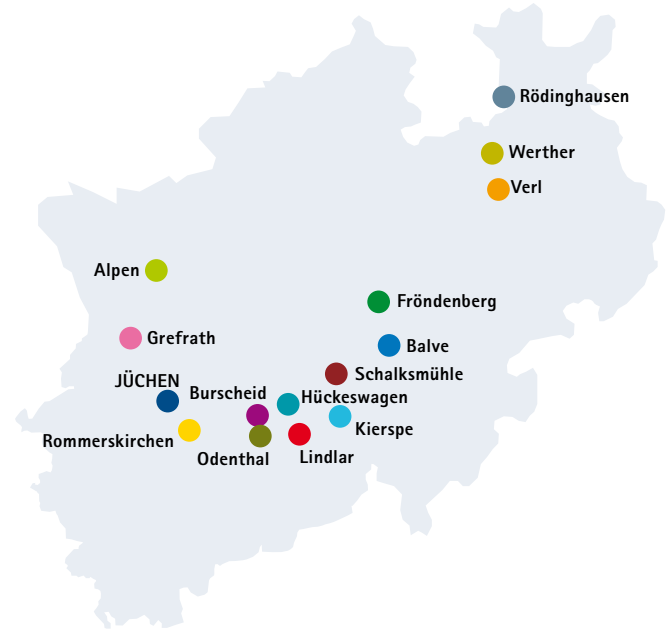 Rödinghausen
Werther
Verl
Alpen
Fröndenberg
Grefrath
Balve
Schalksmühle
JÜCHEN
Burscheid
Hückeswagen
Kierspe
Rommerskirchen
Odenthal
Lindlar